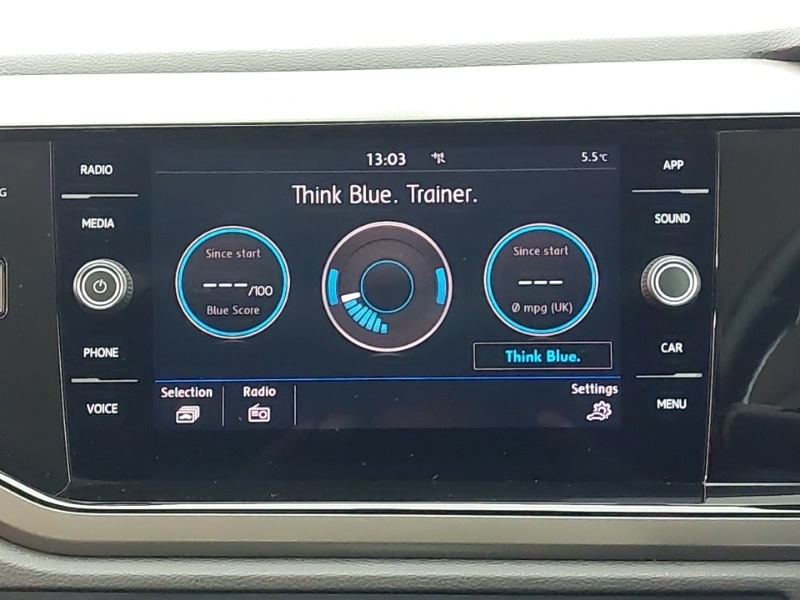 13:03 5.5°C
Think Blue. Trainer.
Since start
---/100
Blue Score
Since start
---
Ø mpg (UK)
Think Blue.
Selection
Radio
Settings
RADIO
MEDIA
PHONE
VOICE
APP
SOUND
CAR
MENU
G